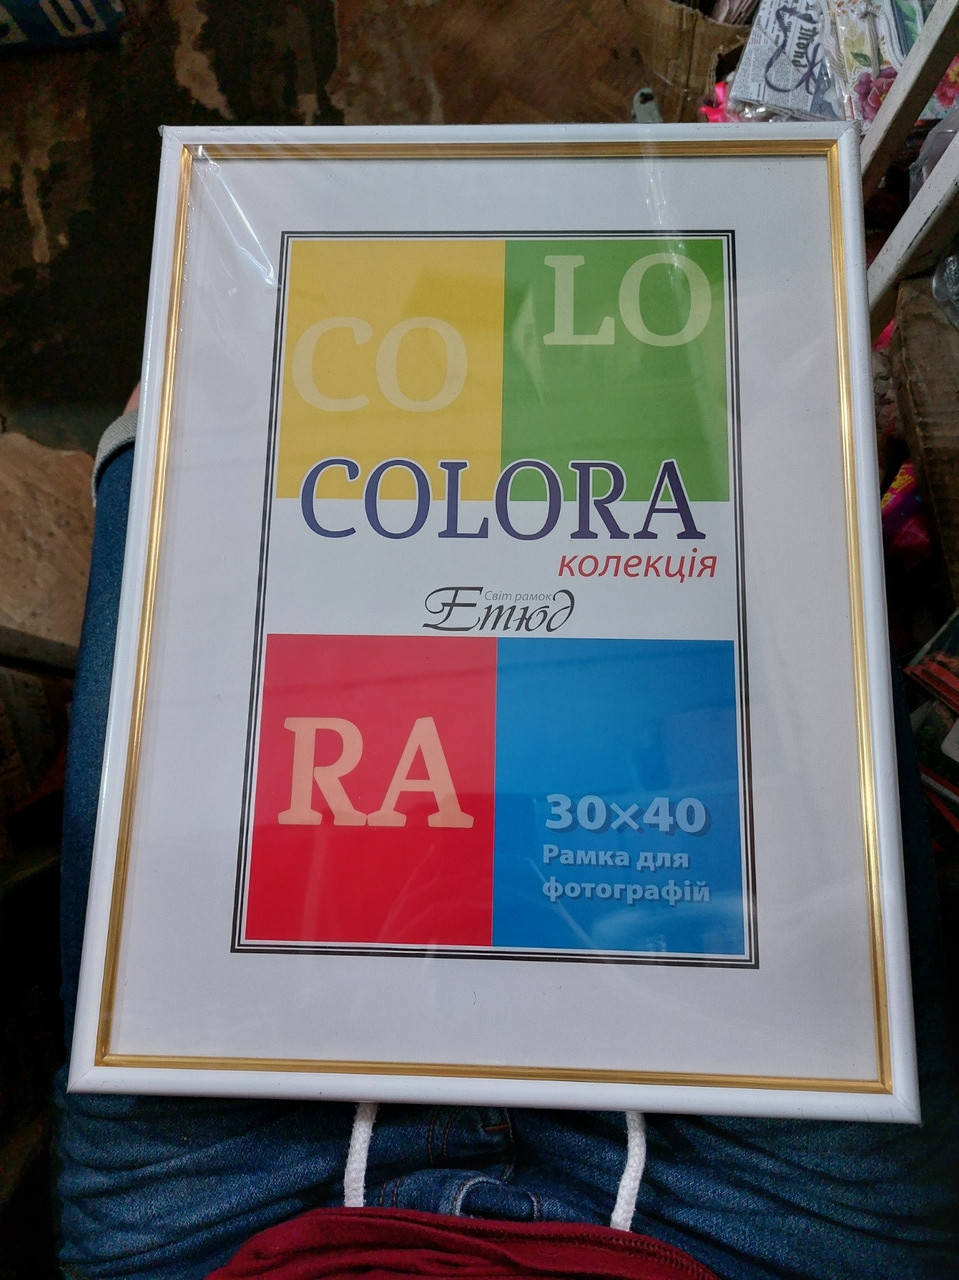 CO
LO
COLORA
колекція
Світ рамок
Етюд
RA
30×40
Рамка для
фотографій